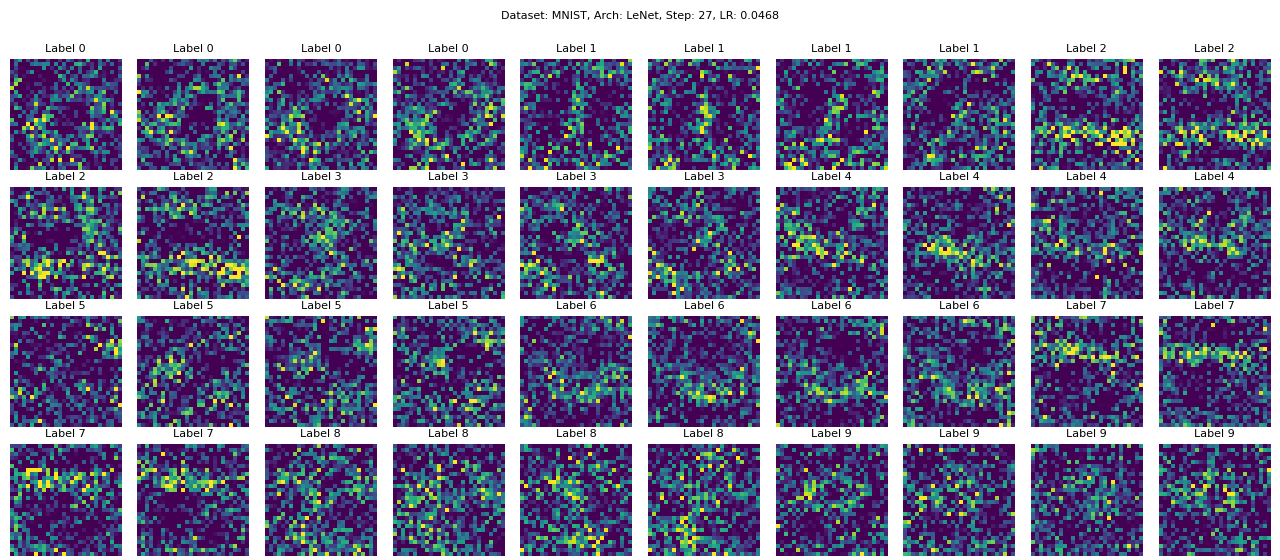 Dataset: MNIST, Arch: LeNet, Step: 27, LR: 0.0468
Label 0 Label 0 Label 0 Label 0 Label 1 Label 1 Label 1 Label 1 Label 2 Label 2
Label 2 Label 2 Label 3 Label 3 Label 3 Label 3 Label 4 Label 4 Label 4 Label 4
Label 5 Label 5 Label 5 Label 5 Label 6 Label 6 Label 6 Label 6 Label 7 Label 7
Label 7 Label 7 Label 8 Label 8 Label 8 Label 8 Label 9 Label 9 Label 9 Label 9